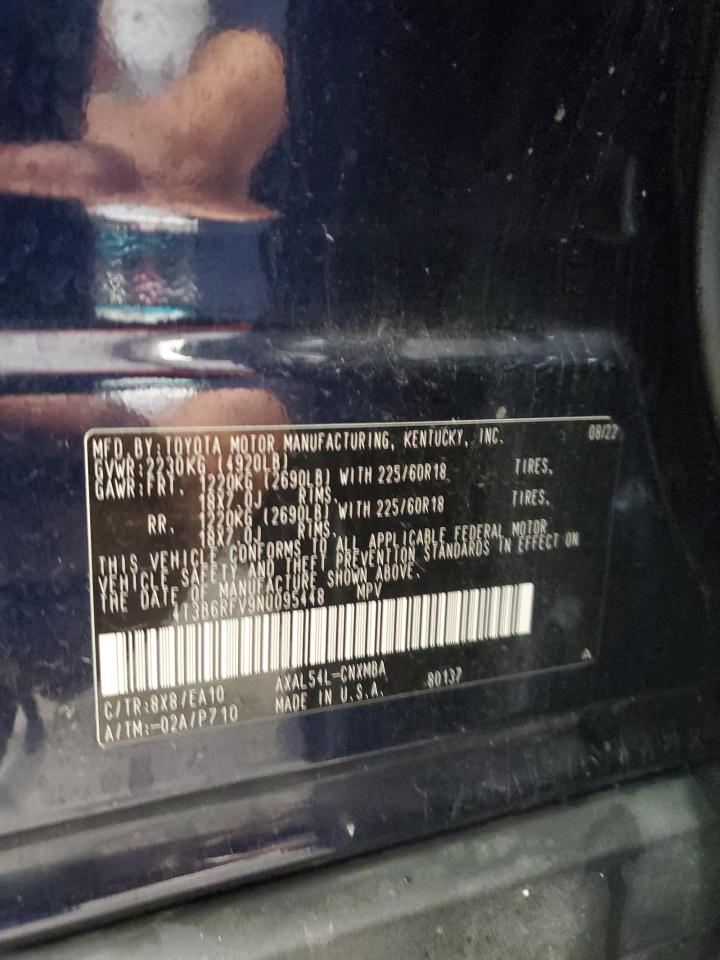 MFD. BY:TOYOTA MOTOR MANUFACTURING, KENTUCKY, INC. 08/22
GVWR:2230KG (4920LB)
GAWR:FRT. 1220KG (2690LB) WITH 225/60R18 TIRES,
18X7.0J RIMS.
RR. 1220KG (2690LB) WITH 225/60R18 TIRES,
18X7.0J RIMS.
THIS VEHICLE CONFORMS TO ALL APPLICABLE FEDERAL MOTOR
VEHICLE SAFETY AND THEFT PREVENTION STANDARDS IN EFFECT ON
THE DATE OF MANUFACTURE SHOWN ABOVE.
4T3B6RFV9NU095448 MPV
C/TR:8X8/EA10 AXAL54L-CNXMBA 80137 A
A/TM:-02A/P710 MADE IN U.S.A.